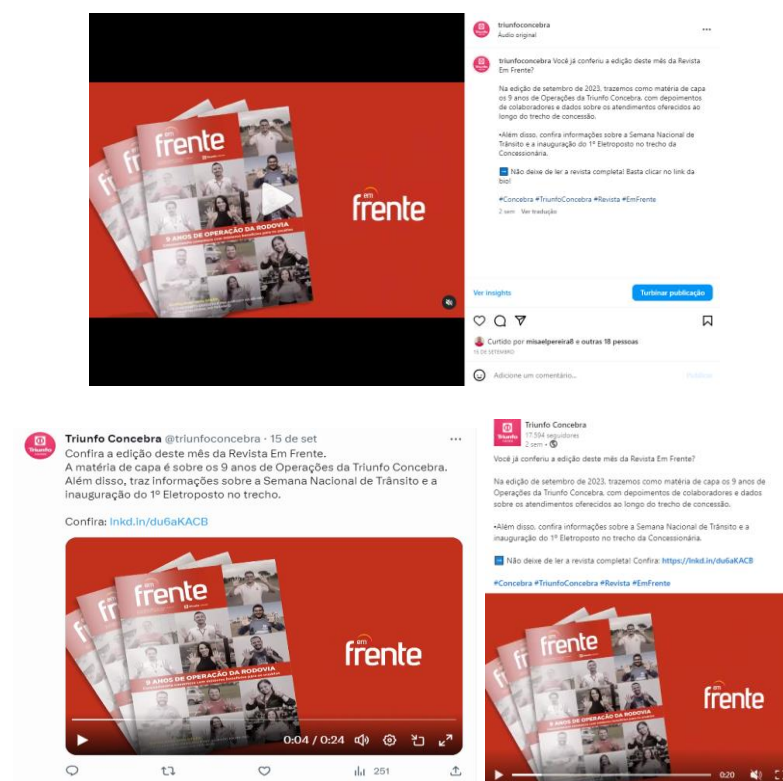 triunfoconcebra
Áudio original
triunfoconcebra Você já conferiu a edição deste mês da Revista
Em Frente?
Na edição de setembro de 2023, trazemos como matéria de capa
os 9 anos de Operações da Triunfo Concebra, com depoimentos
de colaboradores e dados sobre os atendimentos oferecidos ao
longo do trecho de concessão.
•Além disso, confira informações sobre a Semana Nacional de
Trânsito e a inauguração do 1º Eletroposto no trecho da
Concessionária.
Não deixe de ler a revista completa! Basta clicar no link da
bio!
#Concebra #TriunfoConcebra #Revista #EmFrente
2 sem Ver tradução
Ver insights
Turbinar publicação
Curtido por misaelpereira8 e outras 18 pessoas
15 DE SETEMBRO
Adicione um comentário...
Publicar
em
frente
9 ANOS DE OPERAÇÃO DA RODOVIA
em
frente
Triunfo Concebra @triunfoconcebra · 15 de set
Confira a edição deste mês da Revista Em Frente.
A matéria de capa é sobre os 9 anos de Operações da Triunfo Concebra.
Além disso, traz informações sobre a Semana Nacional de Trânsito e a
inauguração do 1º Eletroposto no trecho.
Confira: lnkd.in/du6aKACB
em
frente
9 ANOS DE OPERAÇÃO DA RODOVIA
em
frente
0:04 / 0:24
251
Triunfo Concebra
17.594 seguidores
2 sem •
Você já conferiu a edição deste mês da Revista Em Frente?
Na edição de setembro de 2023, trazemos como matéria de capa os 9 anos de
Operações da Triunfo Concebra, com depoimentos de colaboradores e dados
sobre os atendimentos oferecidos ao longo do trecho de concessão.
•Além disso, confira informações sobre a Semana Nacional de Trânsito e a
inauguração do 1º Eletroposto no trecho da Concessionária.
Não deixe de ler a revista completa! Confira: https://lnkd.in/du6aKACB
#Concebra #TriunfoConcebra #Revista #EmFrente
em
frente
9 ANOS DE OPERAÇÃO DA RODOVIA
em
frente
0:20